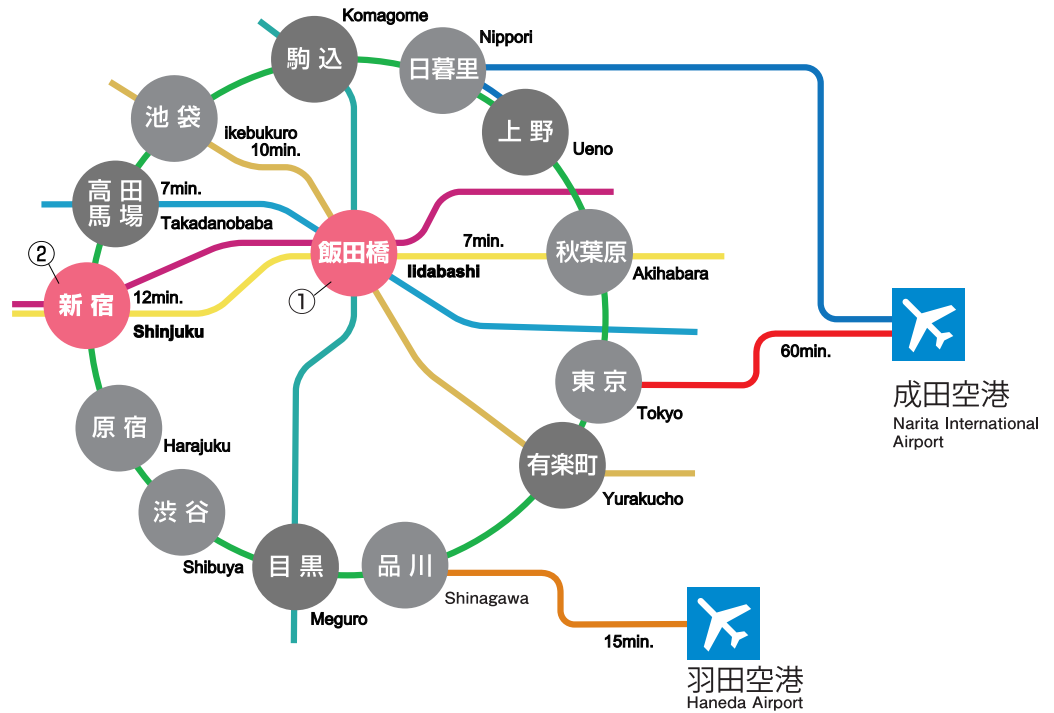 Komagome
駒込
Nippori
日暮里
池袋
ikebukuro
10min.
上野
Ueno
高田
馬場
7min.
Takadanobaba
飯田橋
Iidabashi
①
7min.
秋葉原
Akihabara
②
新宿
12min.
Shinjuku
東京
Tokyo
60min.
成田空港
Narita International
Airport
原宿
Harajuku
有楽町
Yurakucho
渋谷
Shibuya
目黒
Meguro
品川
Shinagawa
15min.
羽田空港
Haneda Airport